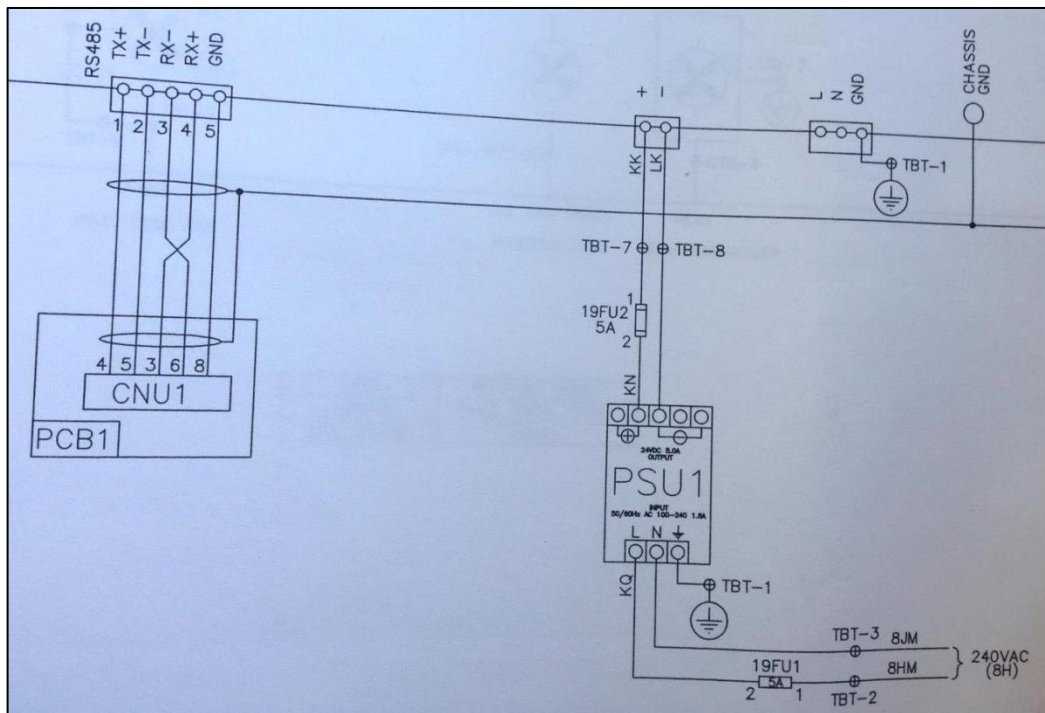 RS485
TX+
TX-
RX-
RX+
GND
1 2 3 4 5
+ -
L
N
GND
CHASSIS
GND
TBT-1
KK
LK
TBT-7
TBT-8
19FU2
5A
1
2
KN
4 5 3 6 8
CNU1
PCB1
+ -
24VDC 5.0A
OUTPUT
PSU1
INPUT
50/60Hz AC 100-240 1.8A
L N
KQ
TBT-1
TBT-3 8JM
8HM
240VAC
(8H)
19FU1
5A
2 1
TBT-2